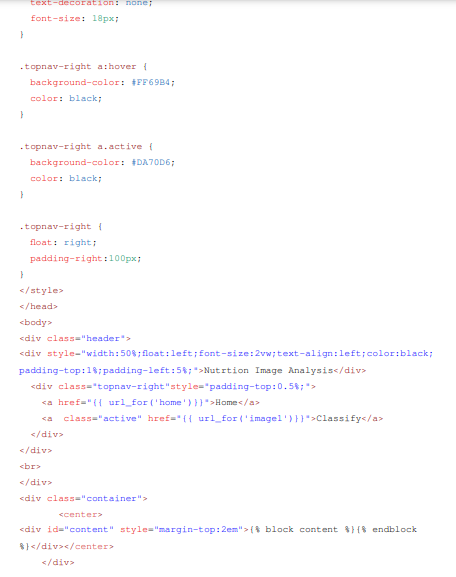 text-decoration: none;
font-size: 18px;
}
.topnav-right a:hover {
background-color: #FF69B4;
color: black;
}
.topnav-right a.active {
background-color: #DA70D6;
color: black;
}
.topnav-right {
float: right;
padding-right:100px;
}
</style>
</head>
<body>
<div class="header">
<div style="width:50%;float:left;font-size:2vw;text-align:left;color:black;
padding-top:1%;padding-left:5%;">Nutrtion Image Analysis</div>
<div class="topnav-right"style="padding-top:0.5%;">
<a href="{{ url_for('home')}}">Home</a>
<a  class="active" href="{{ url_for('image1')}}">Classify</a>
</div>
</div>
<br>
</div>
<div class="container">
<center>
<div id="content" style="margin-top:2em">{% block content %}{% endblock
%}</div></center>
</div>